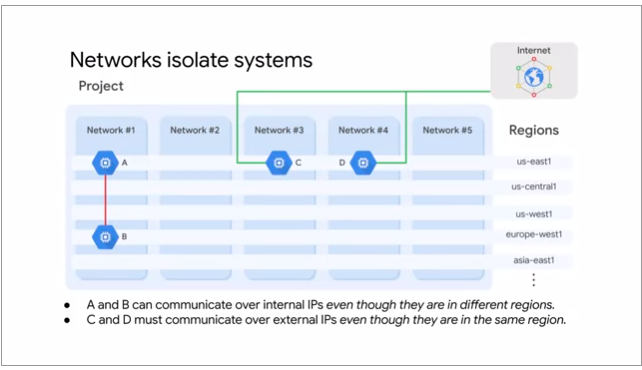 Networks isolate systems
Internet
Project
Network #1
Network #2
Network #3
Network #4
Network #5
Regions
A
C
D
us-east1
us-central1
us-west1
B
europe-west1
asia-east1
⋮
● A and B can communicate over internal IPs even though they are in different regions.
● C and D must communicate over external IPs even though they are in the same region.